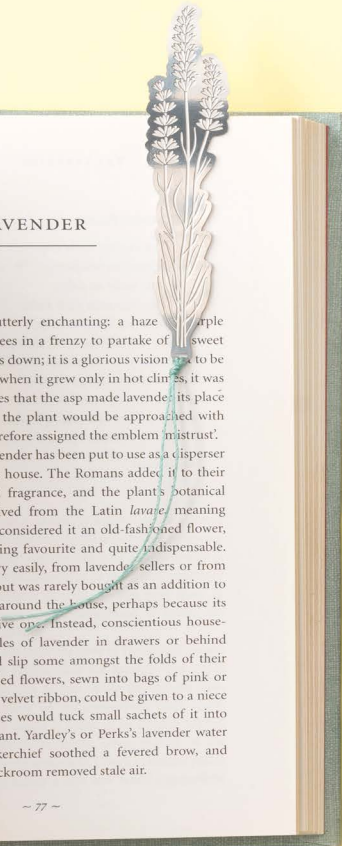 AVENDER
utterly enchanting: a haze rple
ees in a frenzy to partake of sweet
s down; it is a glorious vision to be
when it grew only in hot climes, it was
es that the asp made lavender its place
the plant would be approached with
refore assigned the emblem 'mistrust'.
ender has been put to use as a disperser
house. The Romans added it to their
fragrance, and the plant's botanical
ved from the Latin lavare, meaning
considered it an old-fashioned flower,
ing favourite and quite indispensable.
y easily, from lavender sellers or from
out was rarely bought as an addition to
around the house, perhaps because its
ive one. Instead, conscientious house-
les of lavender in drawers or behind
l slip some amongst the folds of their
ed flowers, sewn into bags of pink or
velvet ribbon, could be given to a niece
es would tuck small sachets of it into
ant. Yardley's or Perks's lavender water
kerchief soothed a fevered brow, and
ckroom removed stale air.
~ 77 ~